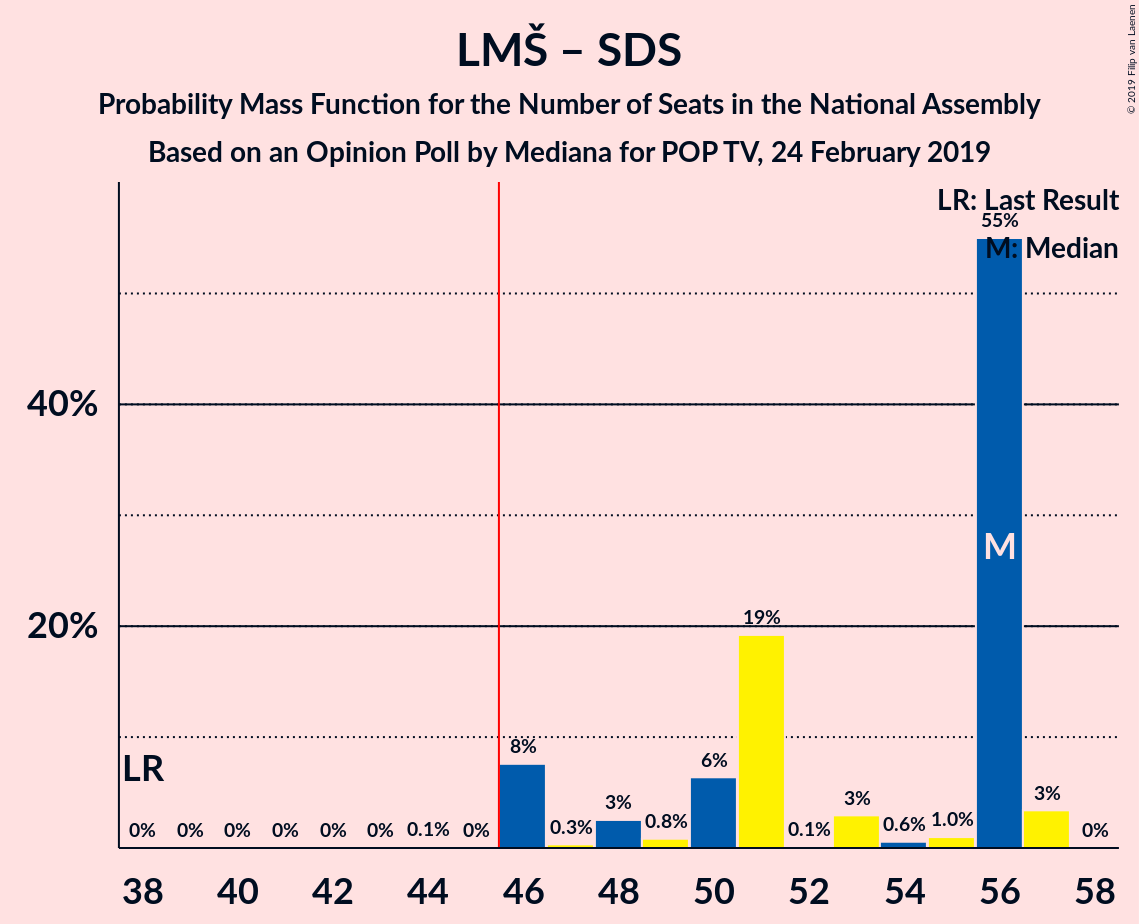 LMŠ – SDS
Probability Mass Function for the Number of Seats in the National Assembly
Based on an Opinion Poll by Mediana for POP TV, 24 February 2019
© 2019 Filip van Laenen
LR: Last Result
55%
M: Median
40%
M
20%
19%
LR
8%
6%
0%
0%
0%
0%
0%
0%
0.1%
0%
0.3%
3%
0.8%
0.1%
3%
0.6%
1.0%
3%
0%
38 40 42 44 46 48 50 52 54 56 58